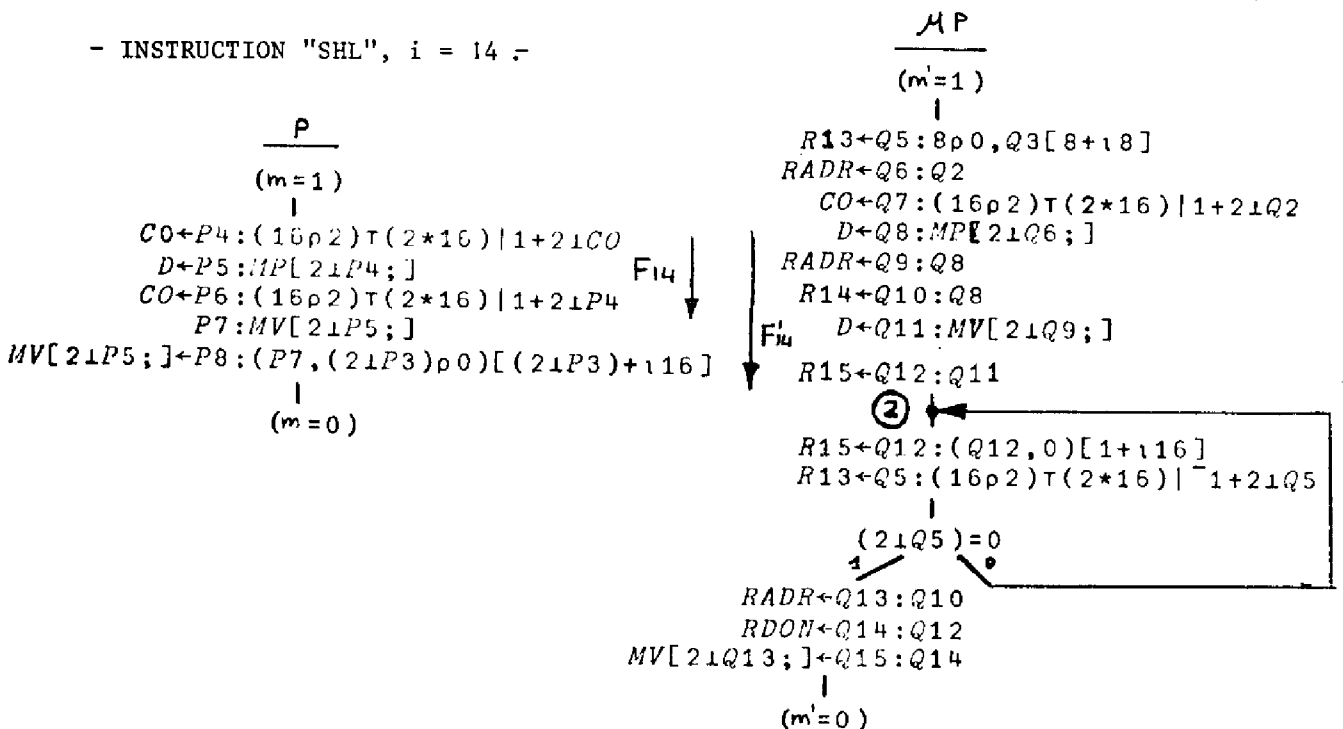 - INSTRUCTION "SHL", i = 14 .-
P
(m=1)
CO←P4:(16ρ2)⊤(2*16)|1+2⊥CO
D←P5:MP[2⊥P4;]
CO←P6:(16ρ2)⊤(2*16)|1+2⊥P4
P7:MV[2⊥P5;]
MV[2⊥P5;]←P8:(P7,(2⊥P3)ρ0)[(2⊥P3)+ι16]
(m=0)
F14
μP
(m'=1)
R13←Q5:8ρ0,Q3[8+ι8]
RADR←Q6:Q2
CO←Q7:(16ρ2)⊤(2*16)|1+2⊥Q2
D←Q8:MP[2⊥Q6;]
RADR←Q9:Q8
R14←Q10:Q8
D←Q11:MV[2⊥Q9;]
R15←Q12:Q11
F'14
2
R15←Q12:(Q12,0)[1+ι16]
R13←Q5:(16ρ2)⊤(2*16)|¯1+2⊥Q5
(2⊥Q5)=0
1 0
RADR←Q13:Q10
RDON←Q14:Q12
MV[2⊥Q13;]←Q15:Q14
(m'=0)